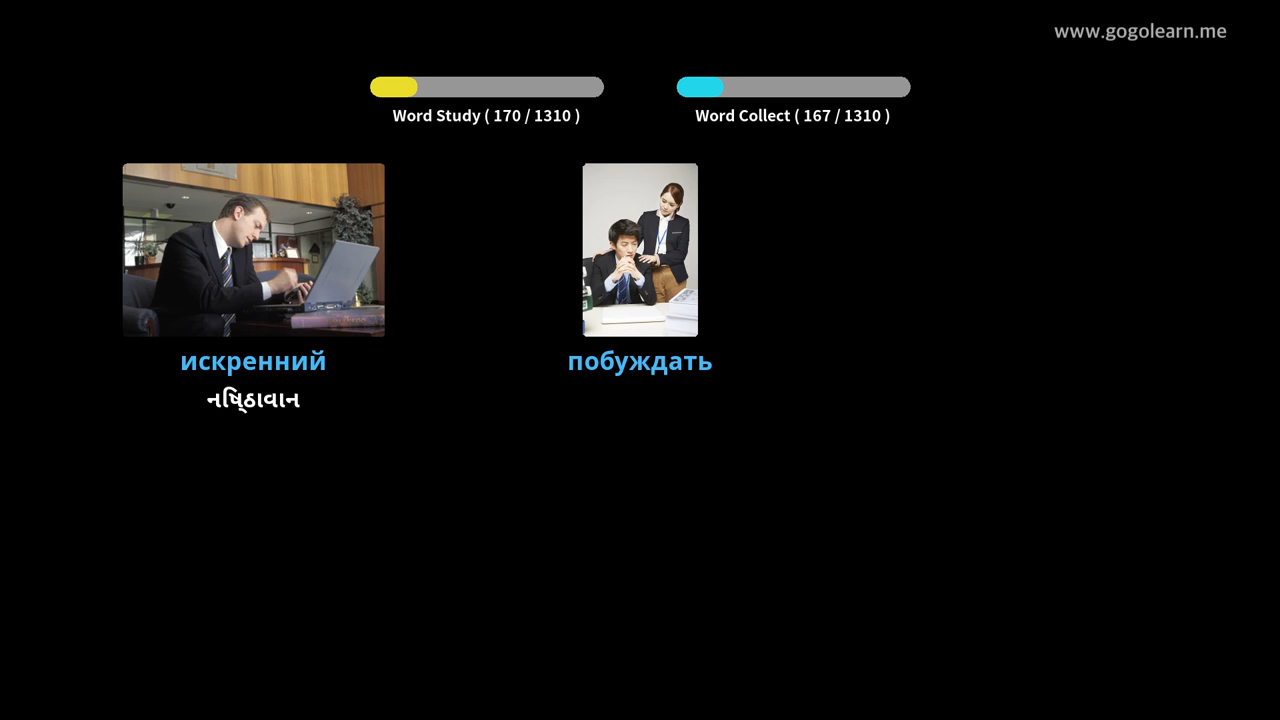 www.gogolearn.me
Word Study ( 170 / 1310 )
Word Collect ( 167 / 1310 )
искренний
побуждать
નિષ્ઠાવાન